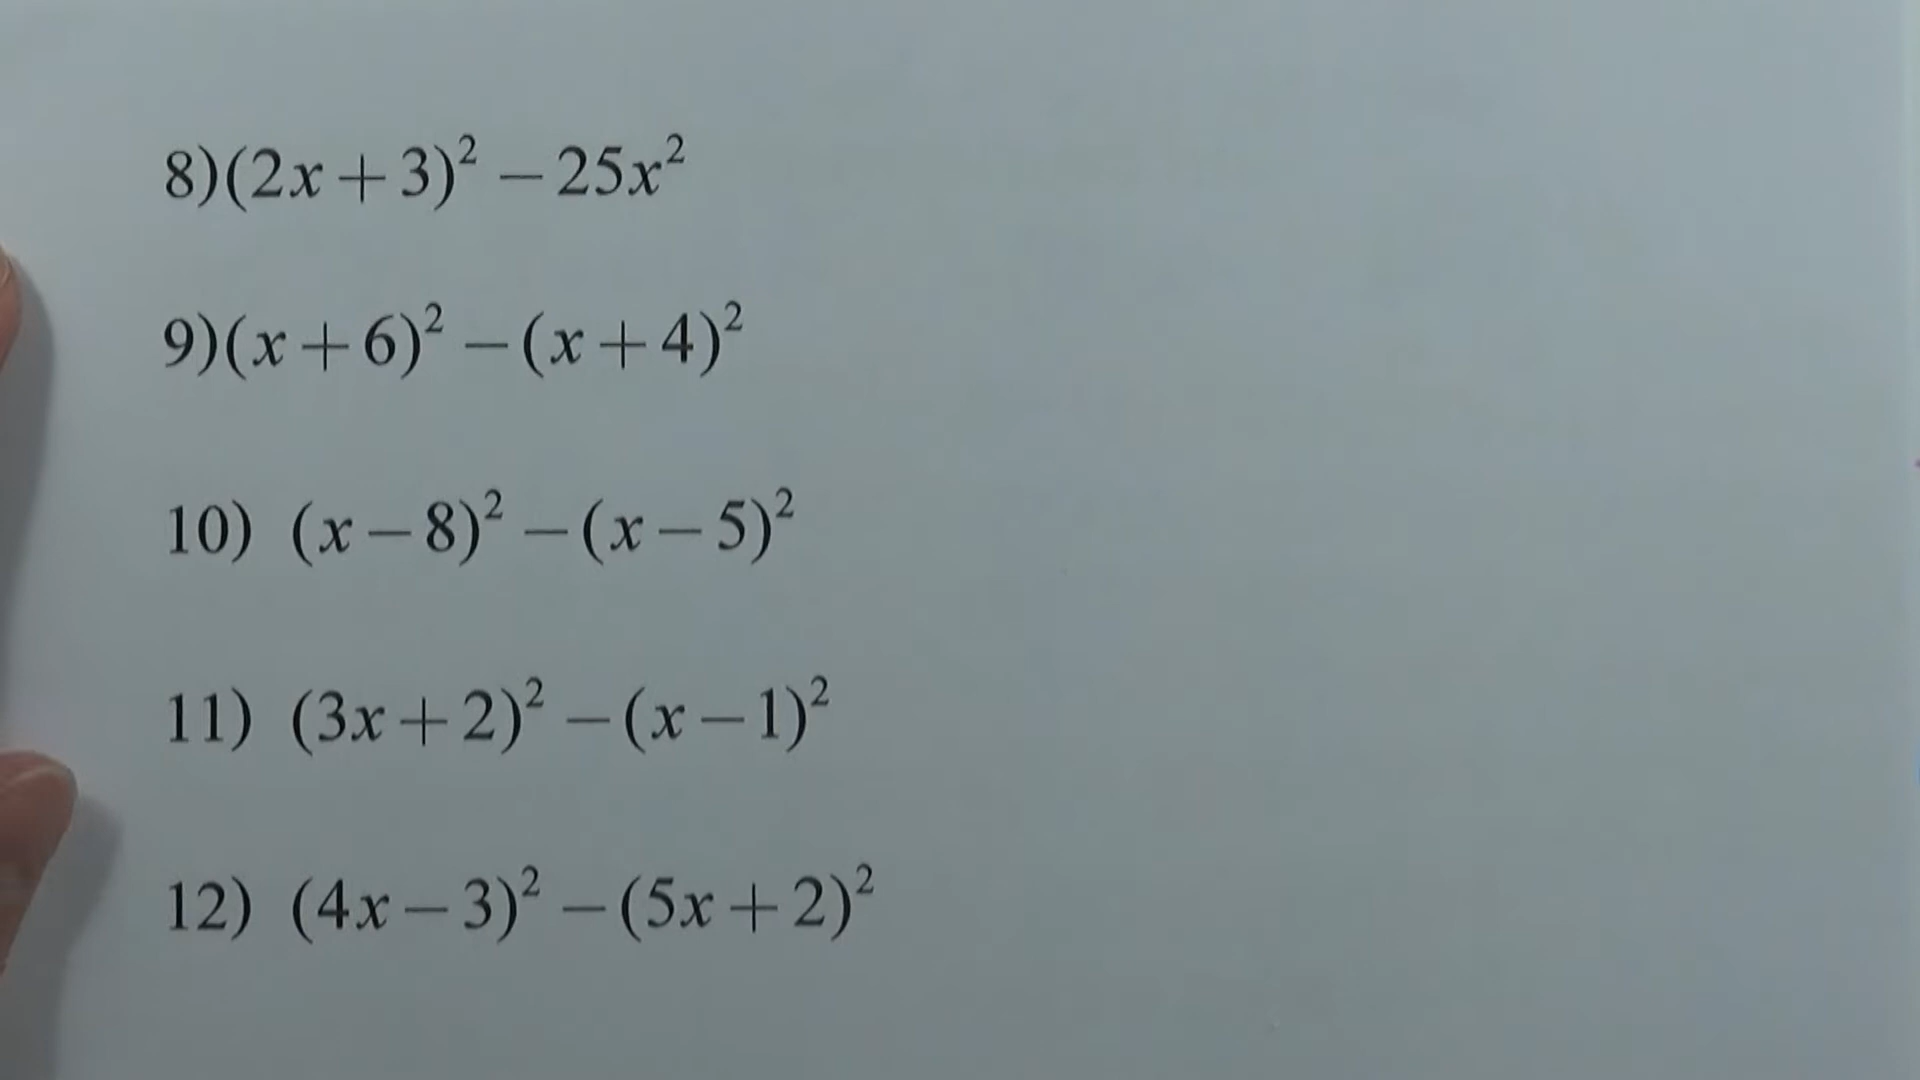 8)(2x+3)² − 25x²
9)(x+6)² −(x+4)²
10) (x−8)² −(x−5)²
11) (3x+2)² −(x−1)²
12) (4x−3)² −(5x+2)²